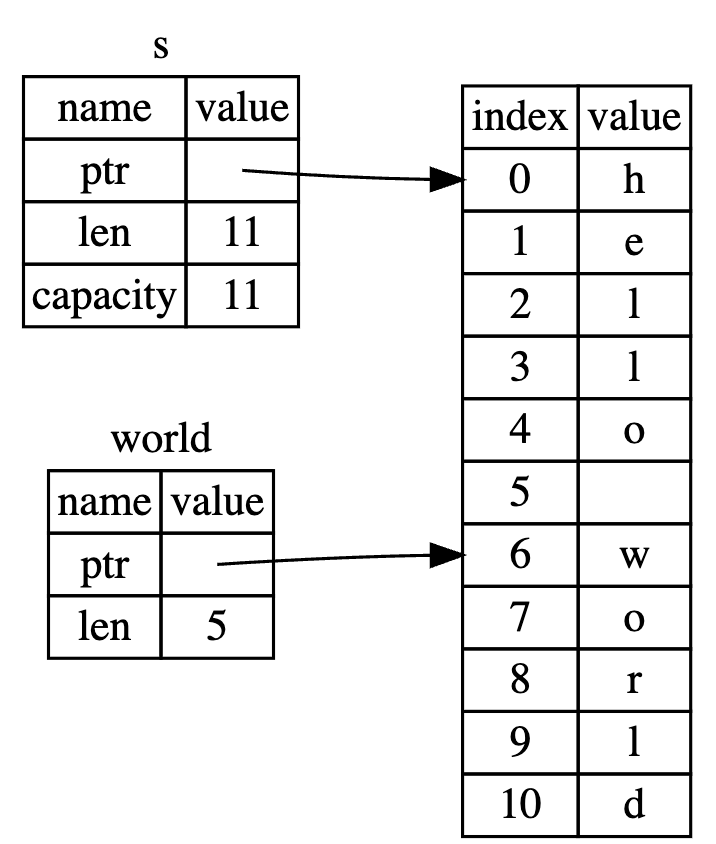 s
name value
ptr
len 11
capacity 11
world
name value
ptr
len 5
index value
0 h
1 e
2 l
3 l
4 o
5
6 w
7 o
8 r
9 l
10 d